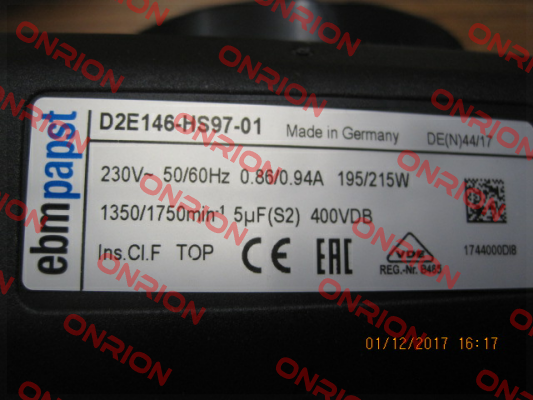 ebmpapst
D2E146-HS97-01 Made in Germany DE(N)44/17
230V~ 50/60Hz 0.86/0.94A 195/215W
1350/1750min-1 5µF(S2) 400VDB
Ins.Cl.F TOP CE EAC VDE 1744000DI8
REG.-Nr. B465
01/12/2017 16:17
ONRION